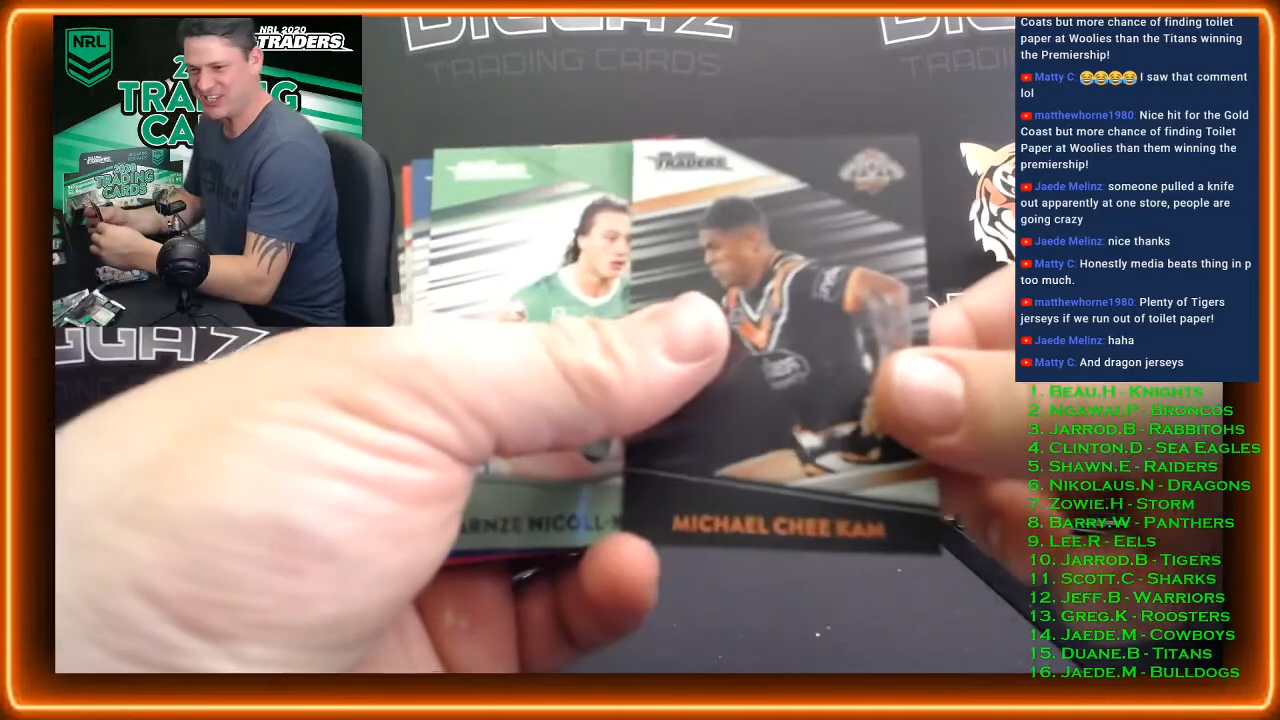 NRL
NRL 2020
TRADERS
TRADING CARDS
2020
DIGGAZ
TRADING CARDS
TRADERS
ARNZE NICOLL-
MICHAEL CHEE KAM
Coats but more chance of finding toilet
paper at Woolies than the Titans winning
the Premiership!
Matty C: 😂😂😂😂 I saw that comment
lol
matthewhorne1980: Nice hit for the Gold
Coast but more chance of finding Toilet
Paper at Woolies than them winning the
premiership!
Jaede Melinz: someone pulled a knife
out apparently at one store, people are
going crazy
Jaede Melinz: nice thanks
Matty C: Honestly media beats thing in p
too much.
matthewhorne1980: Plenty of Tigers
jerseys if we run out of toilet paper!
Jaede Melinz: haha
Matty C: And dragon jerseys
1. Beau.H - Knights
2. Ngawai.P - Broncos
3. Jarrod.B - Rabbitohs
4. Clinton.D - Sea Eagles
5. Shawn.E - Raiders
6. Nikolaus.N - Dragons
7 Zowie.H - Storm
8. Barry.W - Panthers
9. Lee.R - Eels
10. Jarrod.B - Tigers
11. Scott.C - Sharks
12. Jeff.B - Warriors
13. Greg.K - Roosters
14. Jaede.M - Cowboys
15. Duane.B - Titans
16. Jaede.M - Bulldogs